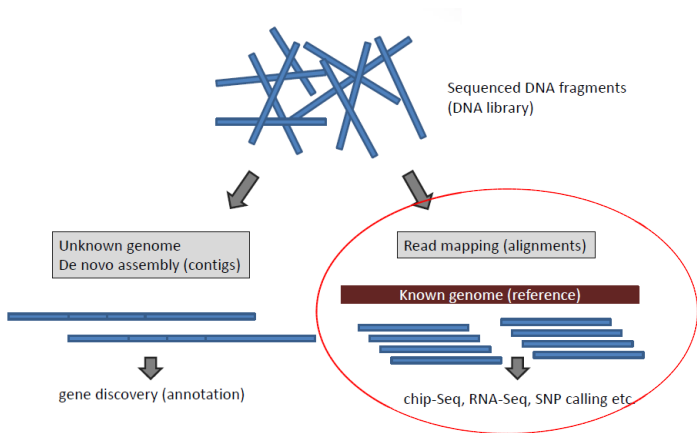 Sequenced DNA fragments
(DNA library)
Unknown genome
De novo assembly (contigs)
Read mapping (alignments)
Known genome (reference)
gene discovery (annotation)
chip-Seq, RNA-Seq, SNP calling etc.